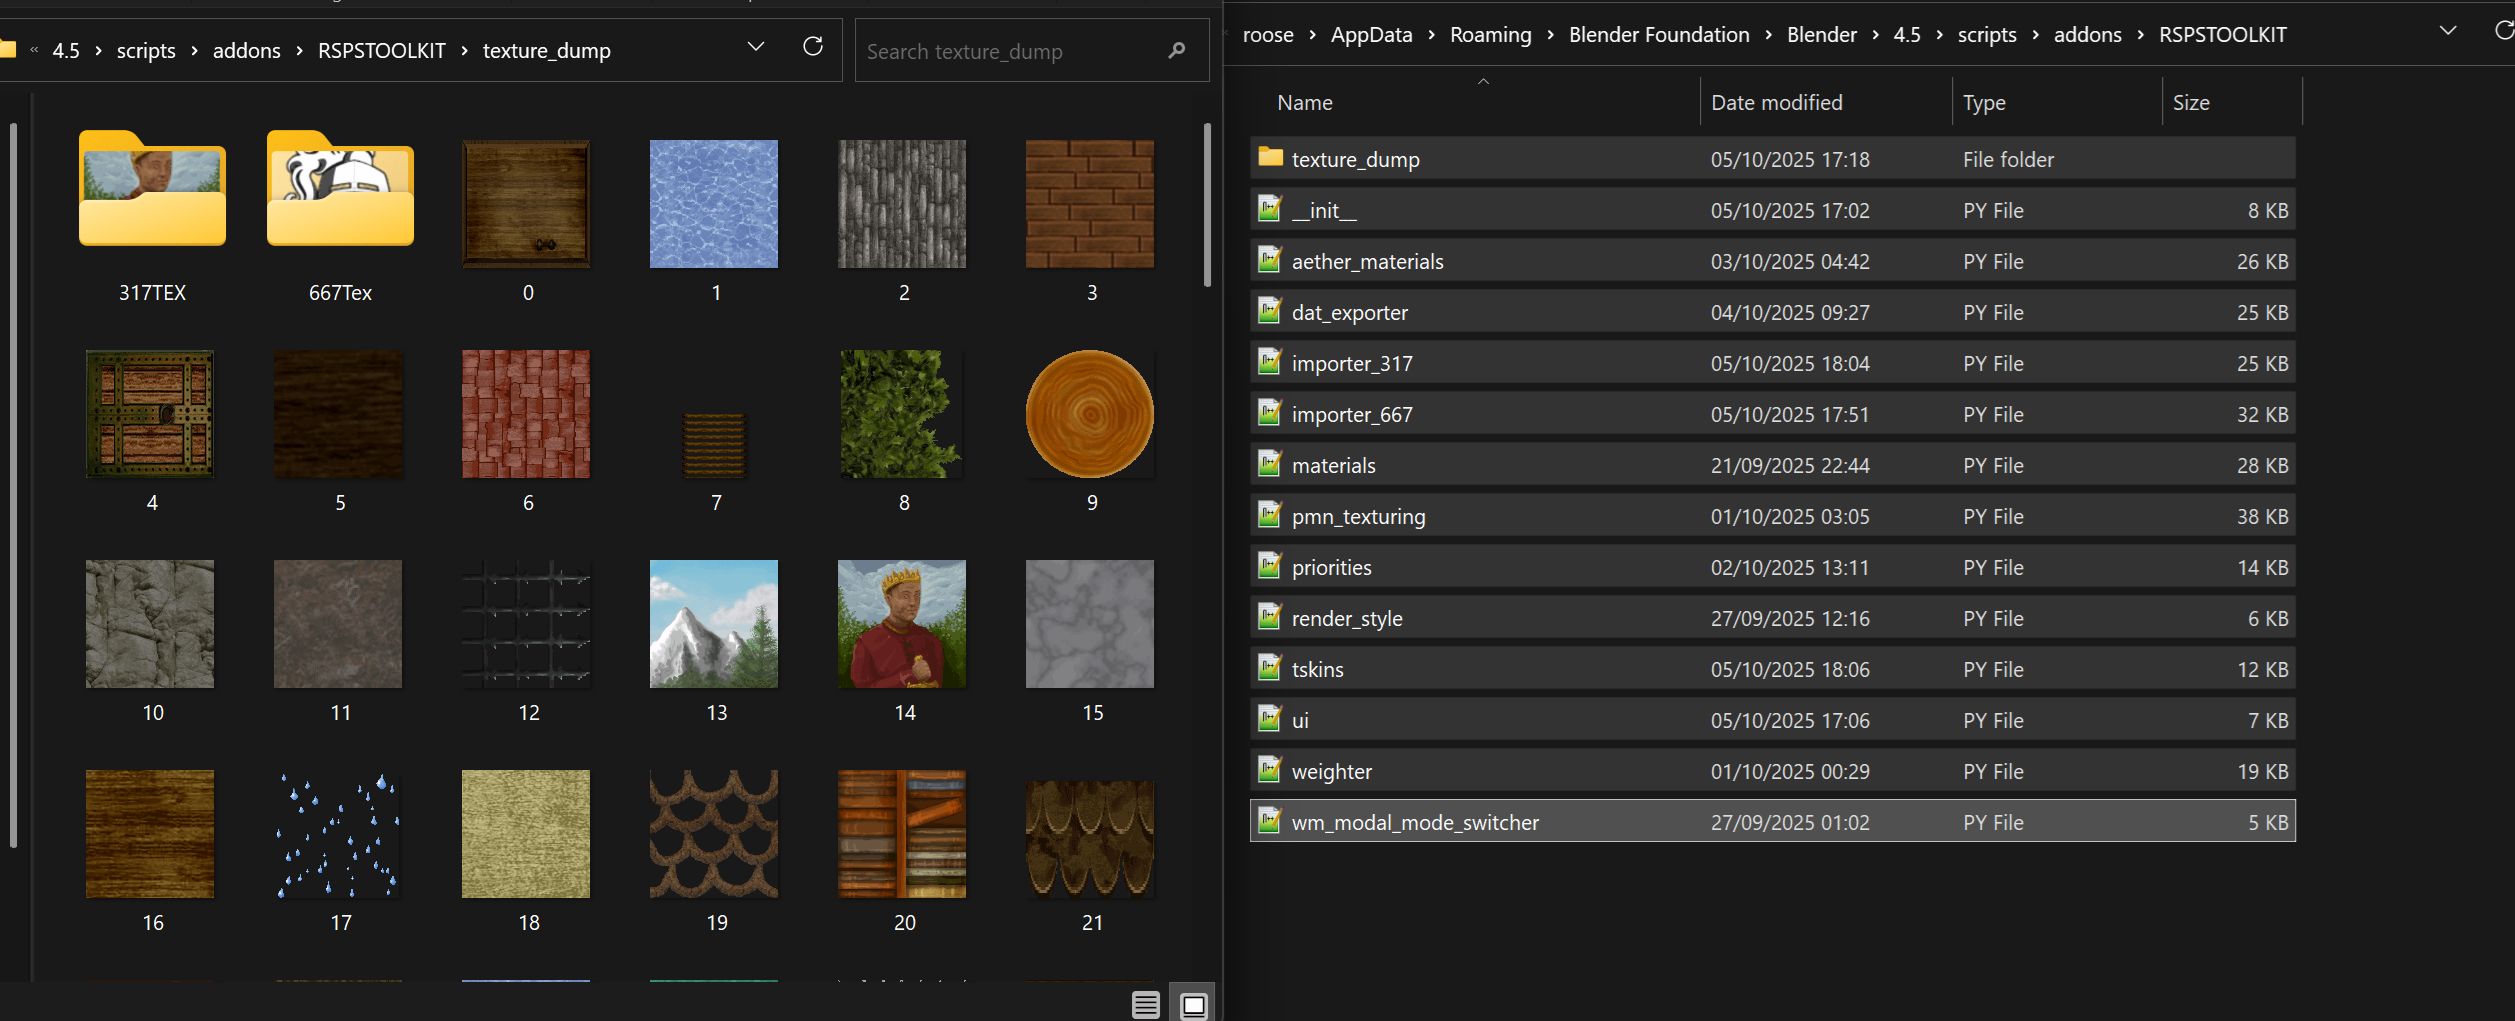 4.5 scripts addons RSPSTOOLKIT texture_dump
Search texture_dump
317TEX 667Tex 0 1 2 3
4 5 6 7 8 9
10 11 12 13 14 15
16 17 18 19 20 21
roose AppData Roaming Blender Foundation Blender 4.5 scripts addons RSPSTOOLKIT
Name Date modified Type Size
texture_dump 05/10/2025 17:18 File folder
__init__ 05/10/2025 17:02 PY File 8 KB
aether_materials 03/10/2025 04:42 PY File 26 KB
dat_exporter 04/10/2025 09:27 PY File 25 KB
importer_317 05/10/2025 18:04 PY File 25 KB
importer_667 05/10/2025 17:51 PY File 32 KB
materials 21/09/2025 22:44 PY File 28 KB
pmn_texturing 01/10/2025 03:05 PY File 38 KB
priorities 02/10/2025 13:11 PY File 14 KB
render_style 27/09/2025 12:16 PY File 6 KB
tskins 05/10/2025 18:06 PY File 12 KB
ui 05/10/2025 17:06 PY File 7 KB
weighter 01/10/2025 00:29 PY File 19 KB
wm_modal_mode_switcher 27/09/2025 01:02 PY File 5 KB